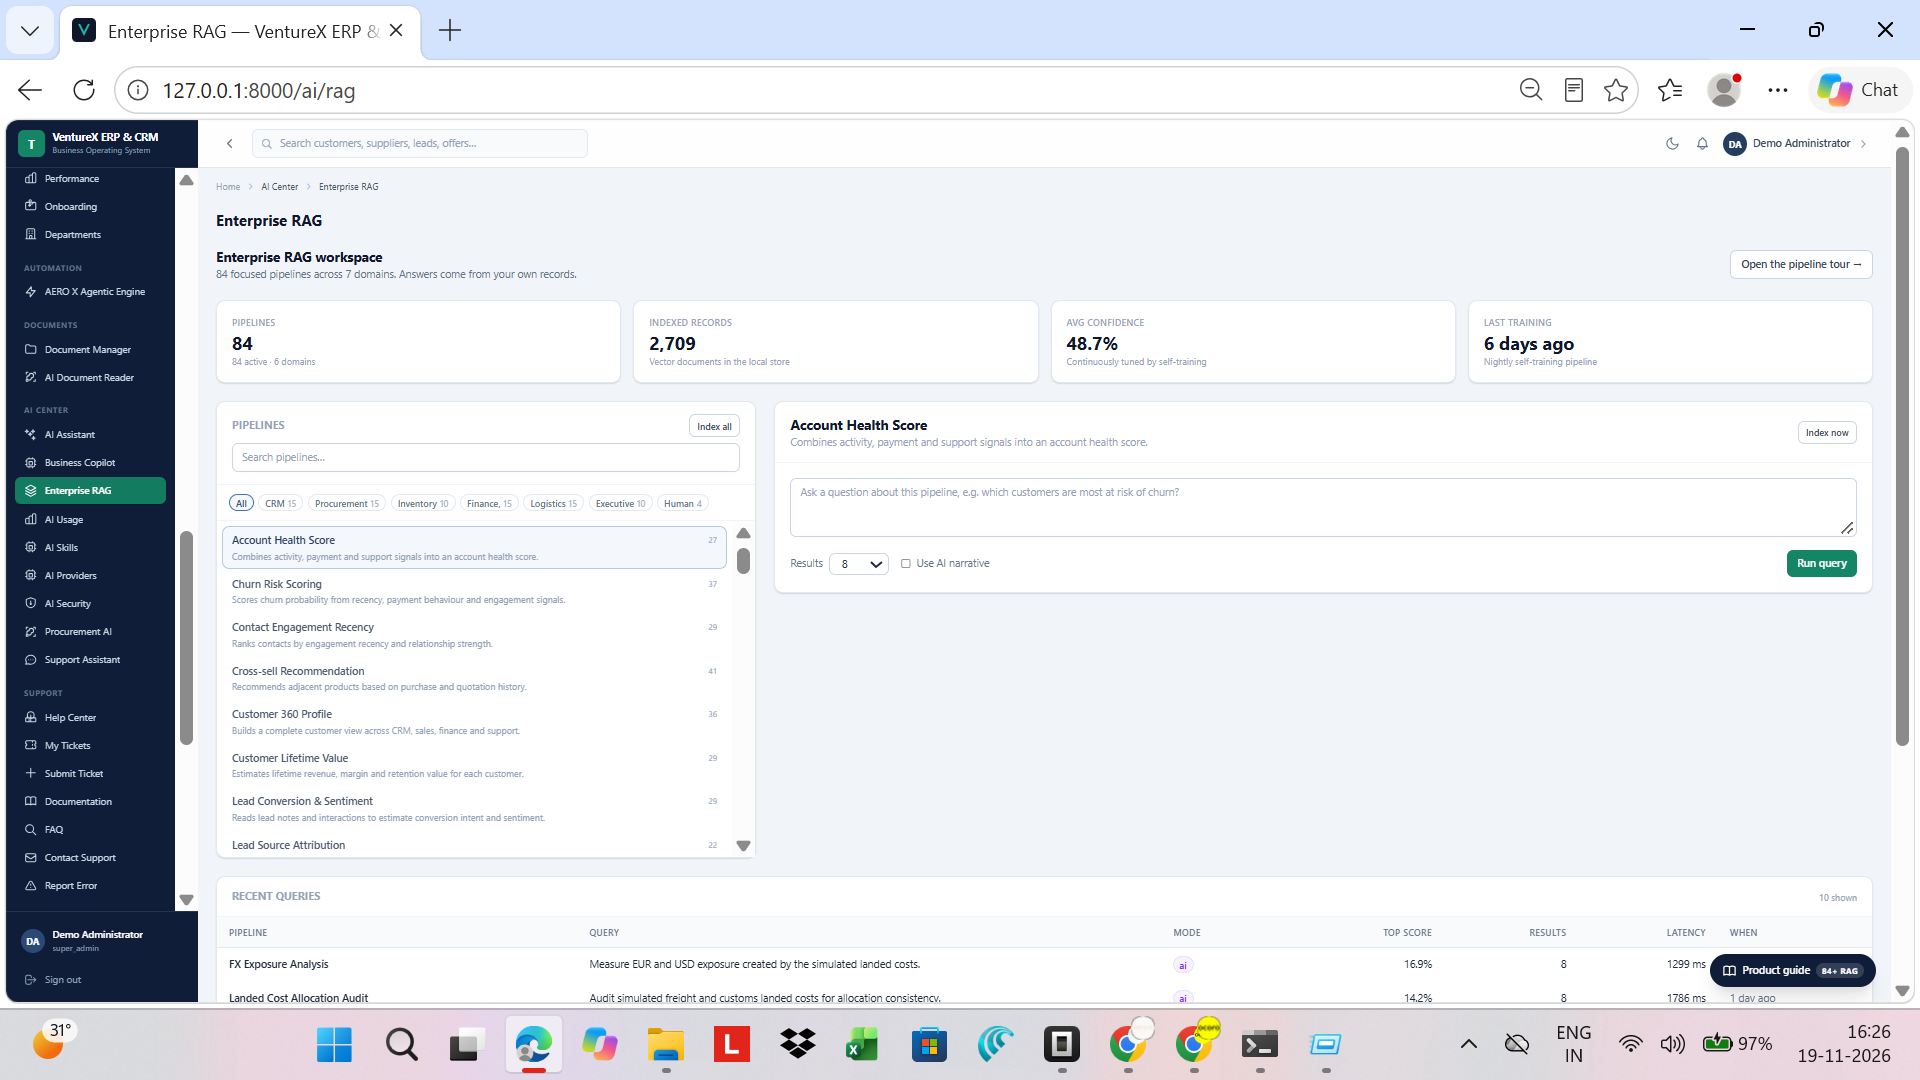 Enterprise RAG — VentureX ERP &
127.0.0.1:8000/ai/rag
Chat
T
VentureX ERP & CRM
Business Operating System
Performance
Onboarding
Departments
AUTOMATION
AERO X Agentic Engine
DOCUMENTS
Document Manager
AI Document Reader
AI CENTER
AI Assistant
Business Copilot
Enterprise RAG
AI Usage
AI Skills
AI Providers
AI Security
Procurement AI
Support Assistant
SUPPORT
Help Center
My Tickets
Submit Ticket
Documentation
FAQ
Contact Support
Report Error
DA
Demo Administrator
super_admin
Sign out
Search customers, suppliers, leads, offers...
DA Demo Administrator
Home > AI Center > Enterprise RAG
Enterprise RAG
Enterprise RAG workspace
84 focused pipelines across 7 domains. Answers come from your own records.
Open the pipeline tour →
PIPELINES
84
84 active · 6 domains
INDEXED RECORDS
2,709
Vector documents in the local store
AVG CONFIDENCE
48.7%
Continuously tuned by self-training
LAST TRAINING
6 days ago
Nightly self-training pipeline
PIPELINES
Index all
Search pipelines...
All CRM 15 Procurement 15 Inventory 10 Finance, 15 Logistics 15 Executive 10 Human 4
Account Health Score 27
Combines activity, payment and support signals into an account health score.
Churn Risk Scoring 37
Scores churn probability from recency, payment behaviour and engagement signals.
Contact Engagement Recency 29
Ranks contacts by engagement recency and relationship strength.
Cross-sell Recommendation 41
Recommends adjacent products based on purchase and quotation history.
Customer 360 Profile 36
Builds a complete customer view across CRM, sales, finance and support.
Customer Lifetime Value 29
Estimates lifetime revenue, margin and retention value for each customer.
Lead Conversion & Sentiment 29
Reads lead notes and interactions to estimate conversion intent and sentiment.
Lead Source Attribution 22
Account Health Score
Combines activity, payment and support signals into an account health score.
Index now
Ask a question about this pipeline, e.g. which customers are most at risk of churn?
Results 8 Use AI narrative
Run query
RECENT QUERIES
10 shown
PIPELINE QUERY MODE TOP SCORE RESULTS LATENCY WHEN
FX Exposure Analysis Measure EUR and USD exposure created by the simulated landed costs. ai 16.9% 8 1299 ms
Landed Cost Allocation Audit Audit simulated freight and customs landed costs for allocation consistency. ai 14.2% 8 1786 ms 1 day ago
Product guide 84+ RAG
31°
L
ENG
IN
97%
16:26
19-11-2026